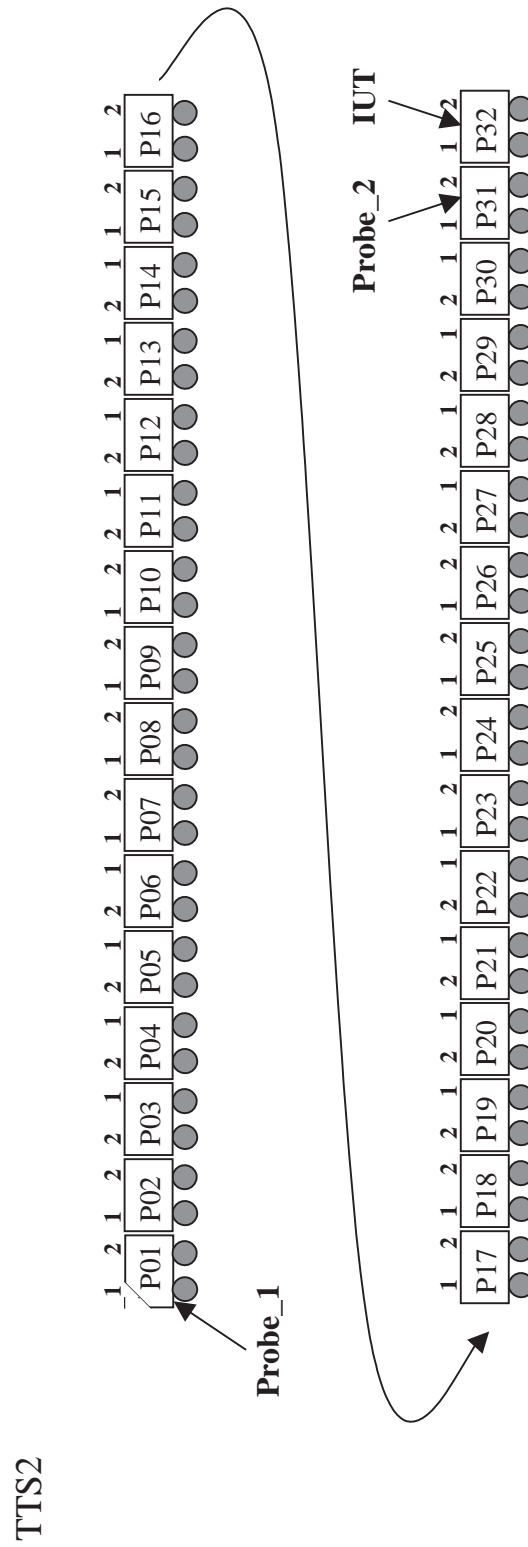 TTS2
1 2 1 2 2 1 2 1 2 1 2 1 1 2 1 2 1 2 1 2 2 1 2 1 2 1 2 1 1 2 1 2
P01 P02 P03 P04 P05 P06 P07 P08 P09 P10 P11 P12 P13 P14 P15 P16
Probe_1
Probe_2 IUT
1 2 1 2 2 1 2 1 2 1 2 1 1 2 1 2 1 2 1 2 2 1 2 1 2 1 2 1 1 2 1 2
P17 P18 P19 P20 P21 P22 P23 P24 P25 P26 P27 P28 P29 P30 P31 P32